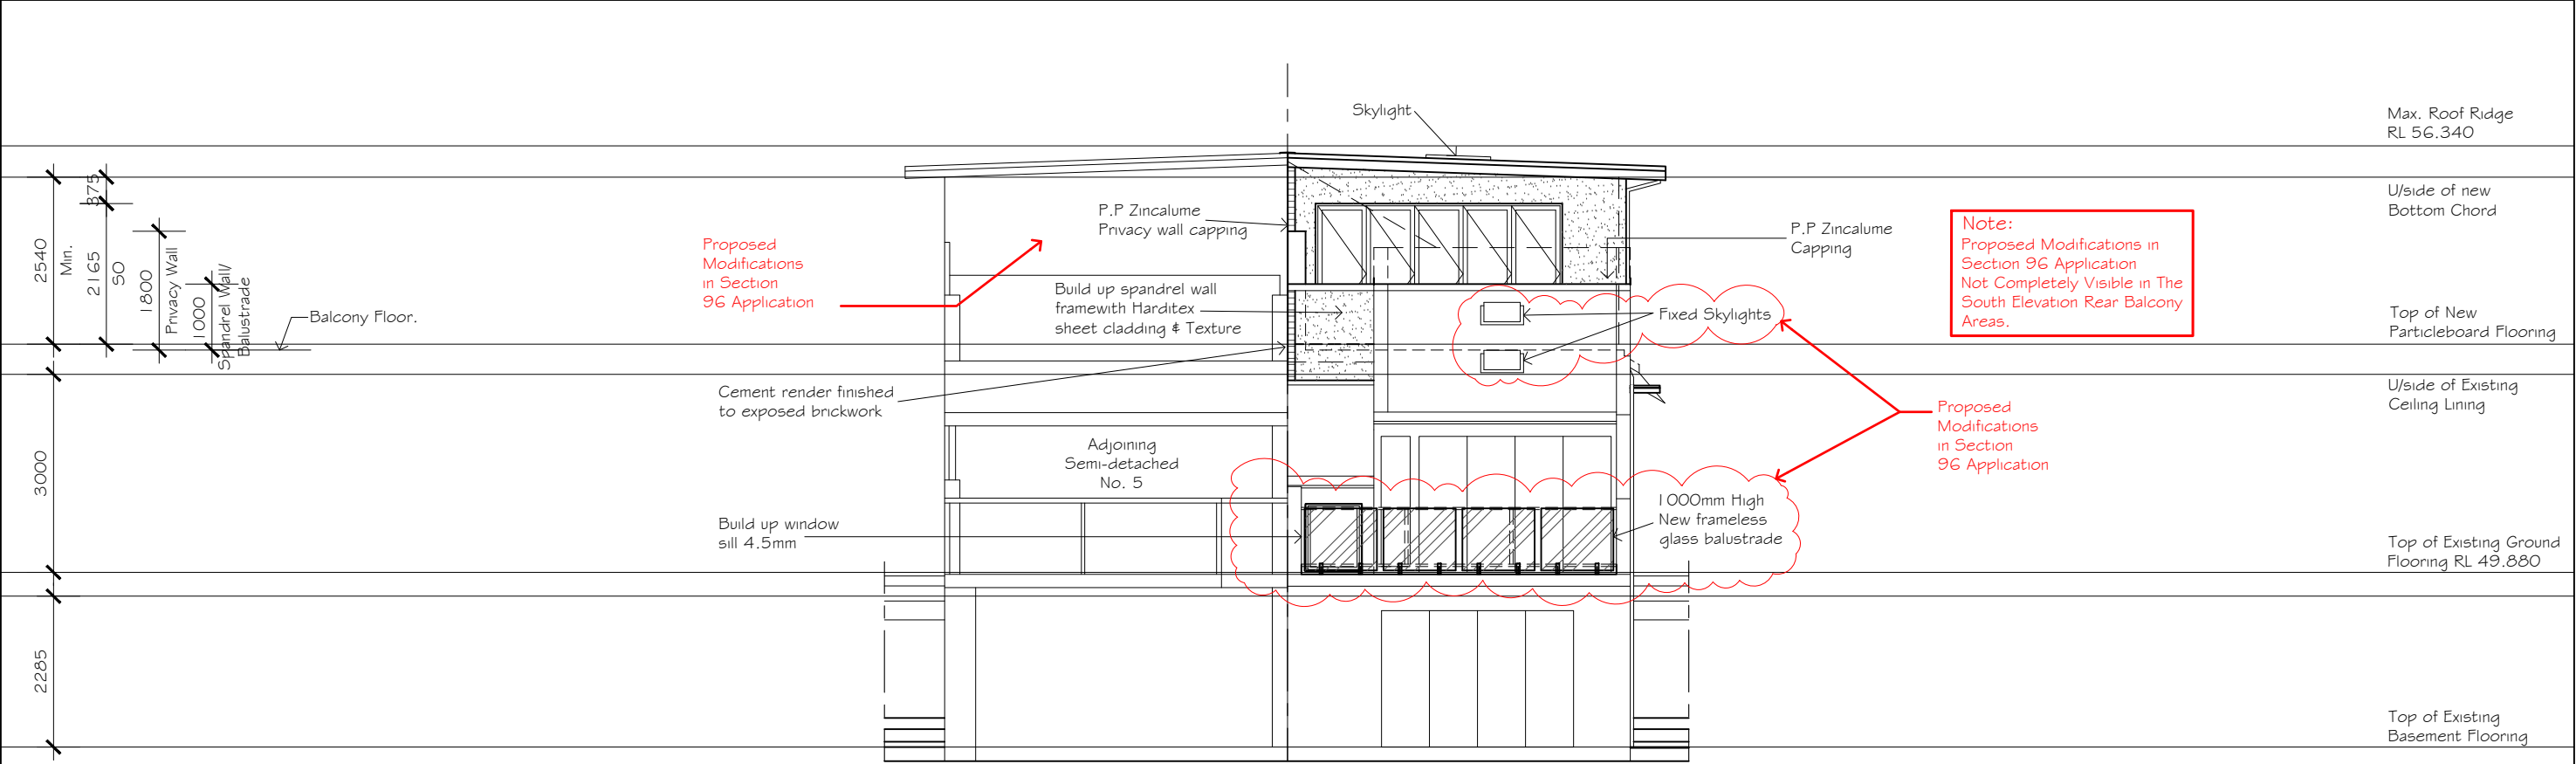 Skylight
Max. Roof Ridge
RL 56.340
375
2540
Min.
2165
50
1800
Privacy Wall
1000
Spandrel Wall/
Balustrade
Balcony Floor.
3000
2285
Proposed
Modifications
in Section
96 Application
P.P Zincalume
Privacy wall capping
Build up spandrel wall
framewith Harditex
sheet cladding & Texture
Cement render finished
to exposed brickwork
Adjoining
Semi-detached
No. 5
Build up window
sill 4.5mm
P.P Zincalume
Capping
Fixed Skylights
1000mm High
New frameless
glass balustrade
Note:
Proposed Modifications in
Section 96 Application
Not Completely Visible in The
South Elevation Rear Balcony
Areas.
Proposed
Modifications
in Section
96 Application
U/side of new
Bottom Chord
Top of New
Particleboard Flooring
U/side of Existing
Ceiling Lining
Top of Existing Ground
Flooring RL 49.880
Top of Existing
Basement Flooring